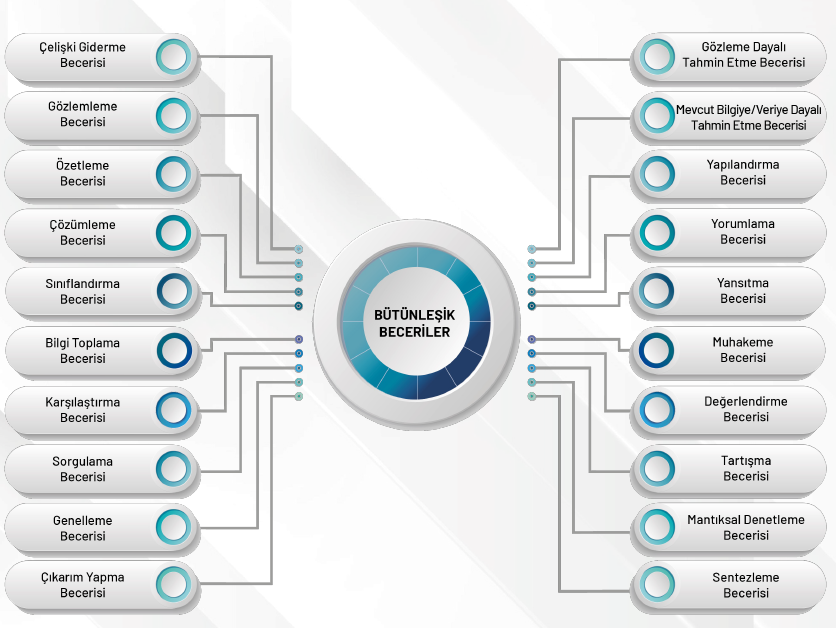 Çelişki Giderme
Becerisi
Gözlemleme
Becerisi
Özetleme
Becerisi
Çözümleme
Becerisi
Sınıflandırma
Becerisi
Bilgi Toplama
Becerisi
Karşılaştırma
Becerisi
Sorgulama
Becerisi
Genelleme
Becerisi
Çıkarım Yapma
Becerisi
BÜTÜNLEŞİK
BECERİLER
Gözleme Dayalı
Tahmin Etme Becerisi
Mevcut Bilgiye/Veriye Dayalı
Tahmin Etme Becerisi
Yapılandırma
Becerisi
Yorumlama
Becerisi
Yansıtma
Becerisi
Muhakeme
Becerisi
Değerlendirme
Becerisi
Tartışma
Becerisi
Mantıksal Denetleme
Becerisi
Sentezleme
Becerisi